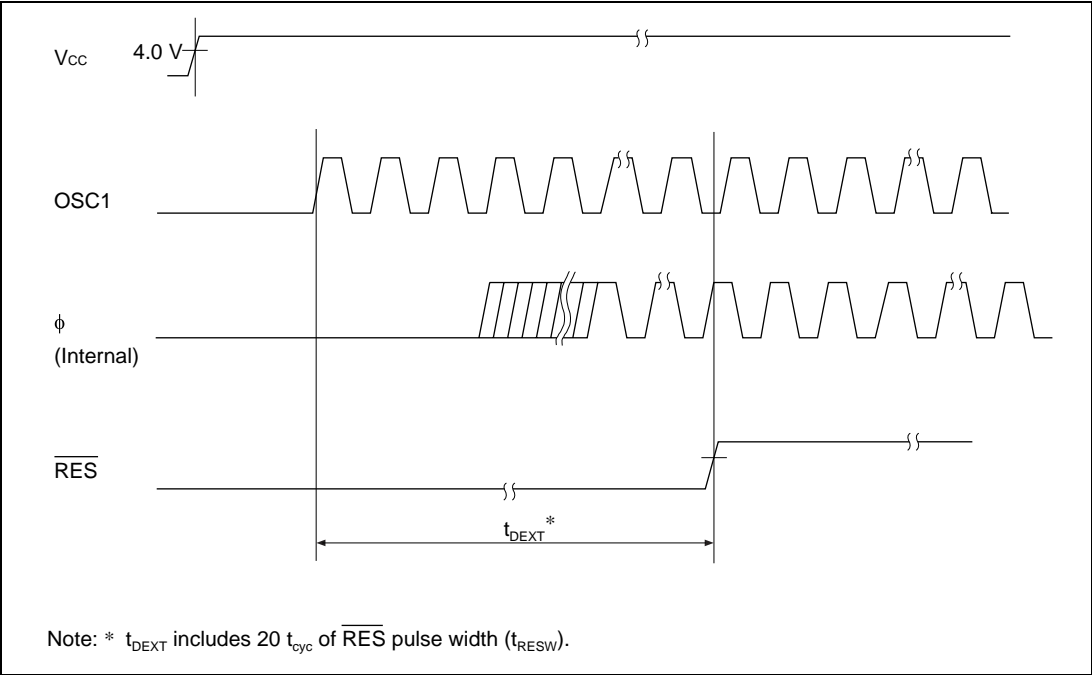 Vcc 4.0 V
OSC1
ϕ
(Internal)
RES
tDEXT*
Note: * tDEXT includes 20 tcyc of RES pulse width (tRESW).